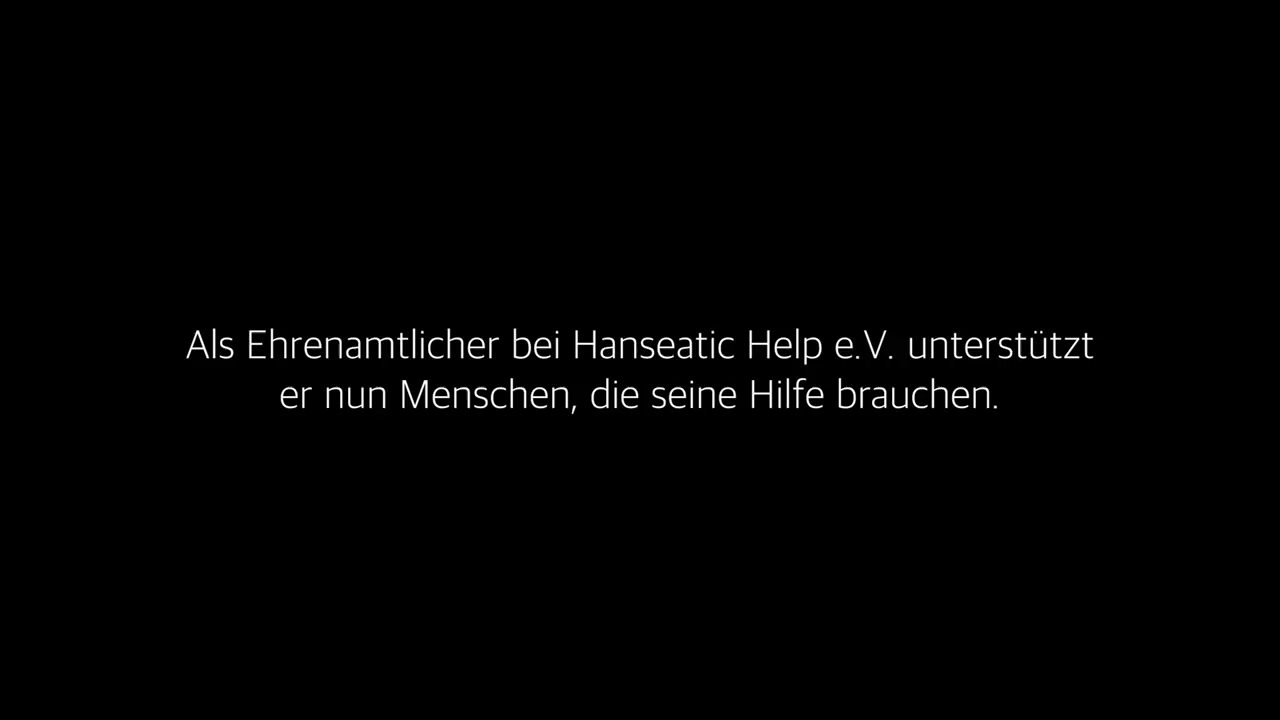 Als Ehrenamtlicher bei Hanseatic Help e.V. unterstützt
er nun Menschen, die seine Hilfe brauchen.